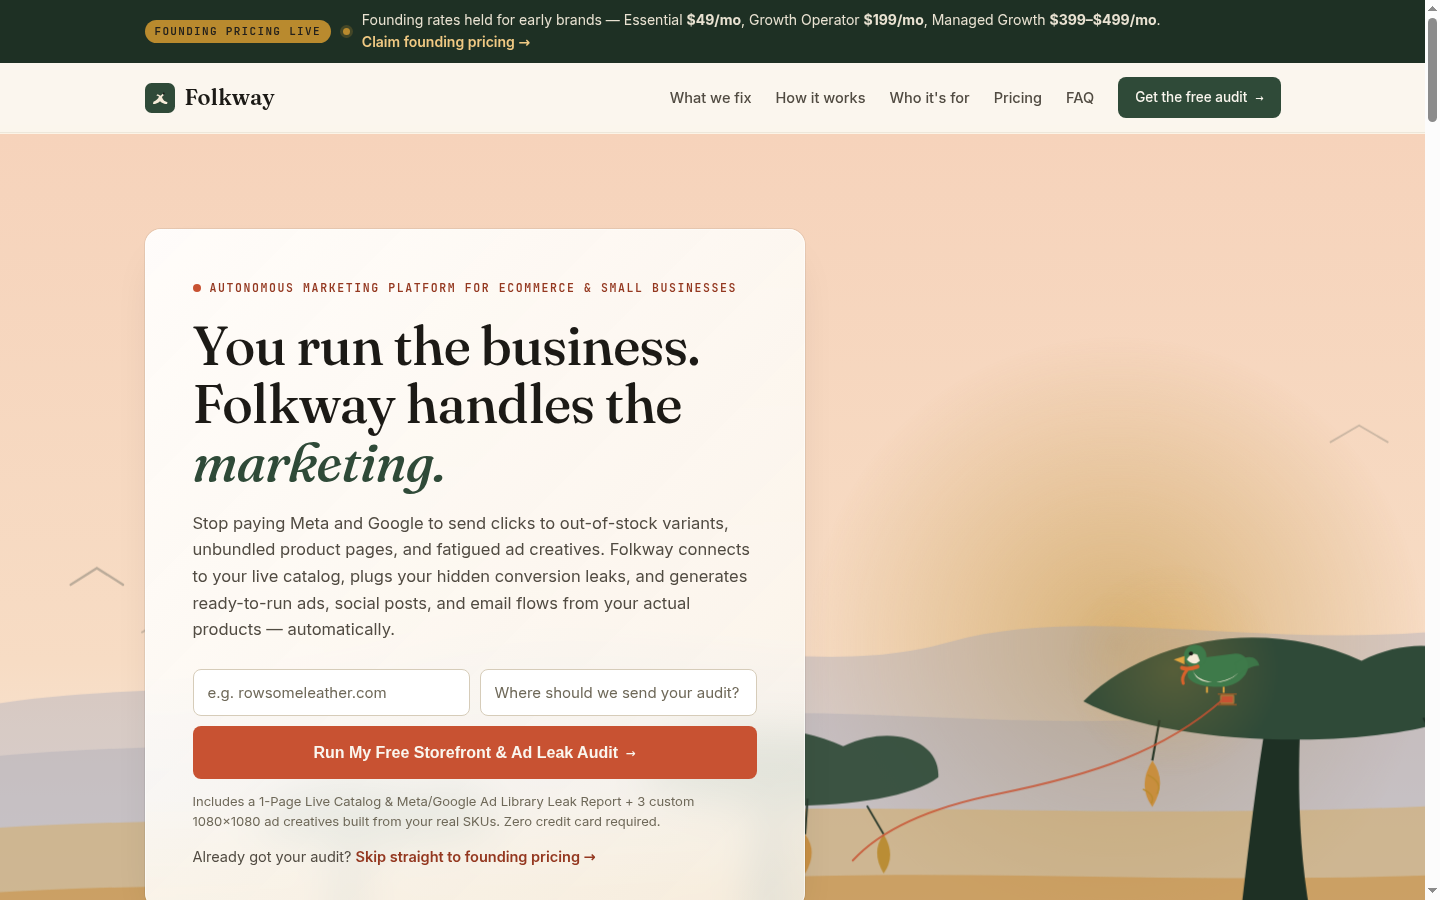 FOUNDING PRICING LIVE
Founding rates held for early brands — Essential $49/mo, Growth Operator $199/mo, Managed Growth $399–$499/mo.
Claim founding pricing →
Folkway
What we fix
How it works
Who it's for
Pricing
FAQ
Get the free audit →
AUTONOMOUS MARKETING PLATFORM FOR ECOMMERCE & SMALL BUSINESSES
You run the business.
Folkway handles the
marketing.
Stop paying Meta and Google to send clicks to out-of-stock variants,
unbundled product pages, and fatigued ad creatives. Folkway connects
to your live catalog, plugs your hidden conversion leaks, and generates
ready-to-run ads, social posts, and email flows from your actual
products — automatically.
e.g. rowsomeleather.com
Where should we send your audit?
Run My Free Storefront & Ad Leak Audit →
Includes a 1-Page Live Catalog & Meta/Google Ad Library Leak Report + 3 custom
1080×1080 ad creatives built from your real SKUs. Zero credit card required.
Already got your audit? Skip straight to founding pricing →